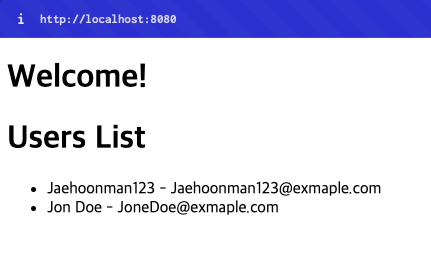 i http://localhost:8080
Welcome!
Users List
• Jaehoonman123 - Jaehoonman123@exmaple.com
• Jon Doe - JoneDoe@exmaple.com